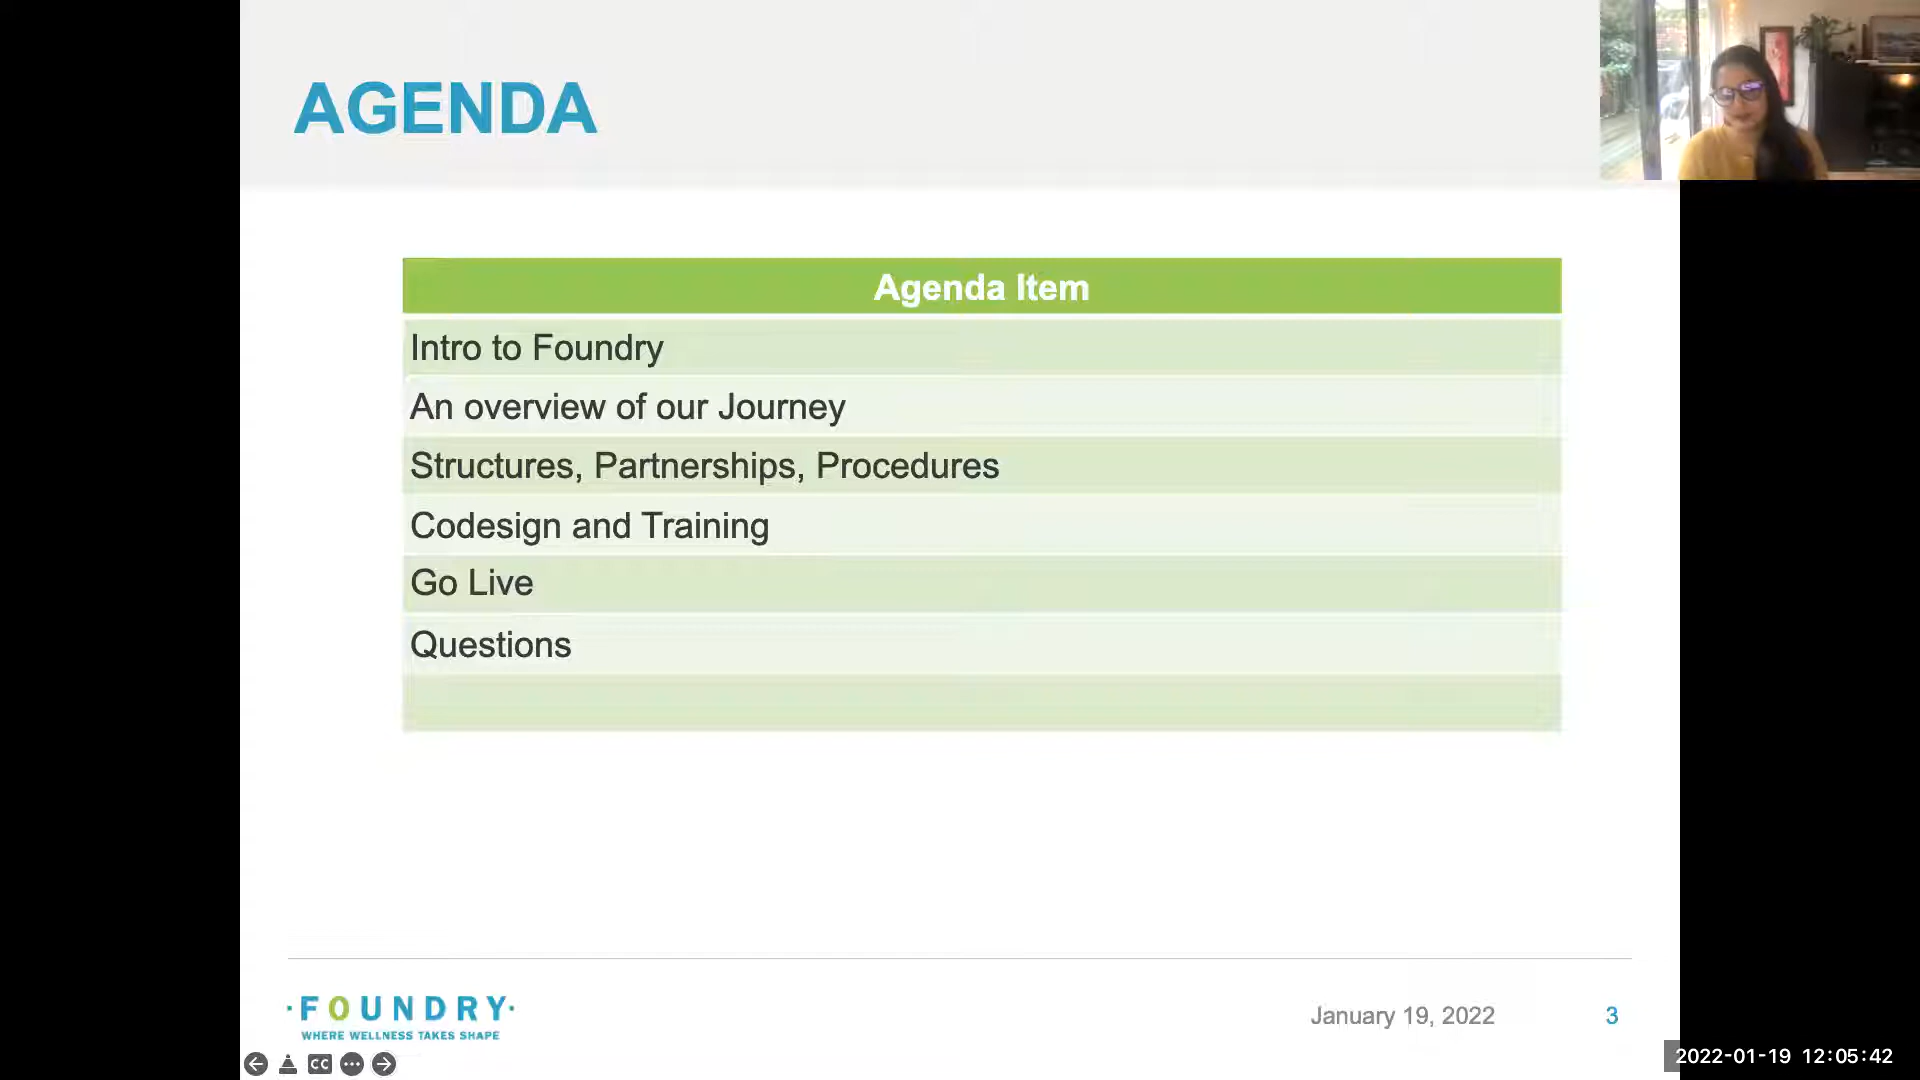 AGENDA
Agenda Item
Intro to Foundry
An overview of our Journey
Structures, Partnerships, Procedures
Codesign and Training
Go Live
Questions
·FOUNDRY·
WHERE WELLNESS TAKES SHAPE
January 19, 2022
3
CC
2022-01-19 12:05:42